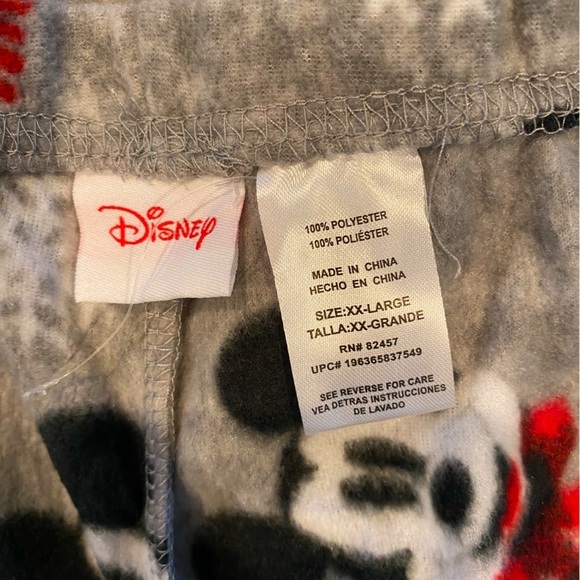 Disney
100% POLYESTER
100% POLIÉSTER
MADE IN CHINA
HECHO EN CHINA
SIZE:XX-LARGE
TALLA:XX-GRANDE
RN# 82457
UPC# 196365837549
SEE REVERSE FOR CARE
VEA DETRAS INSTRUCCIONES
DE LAVADO